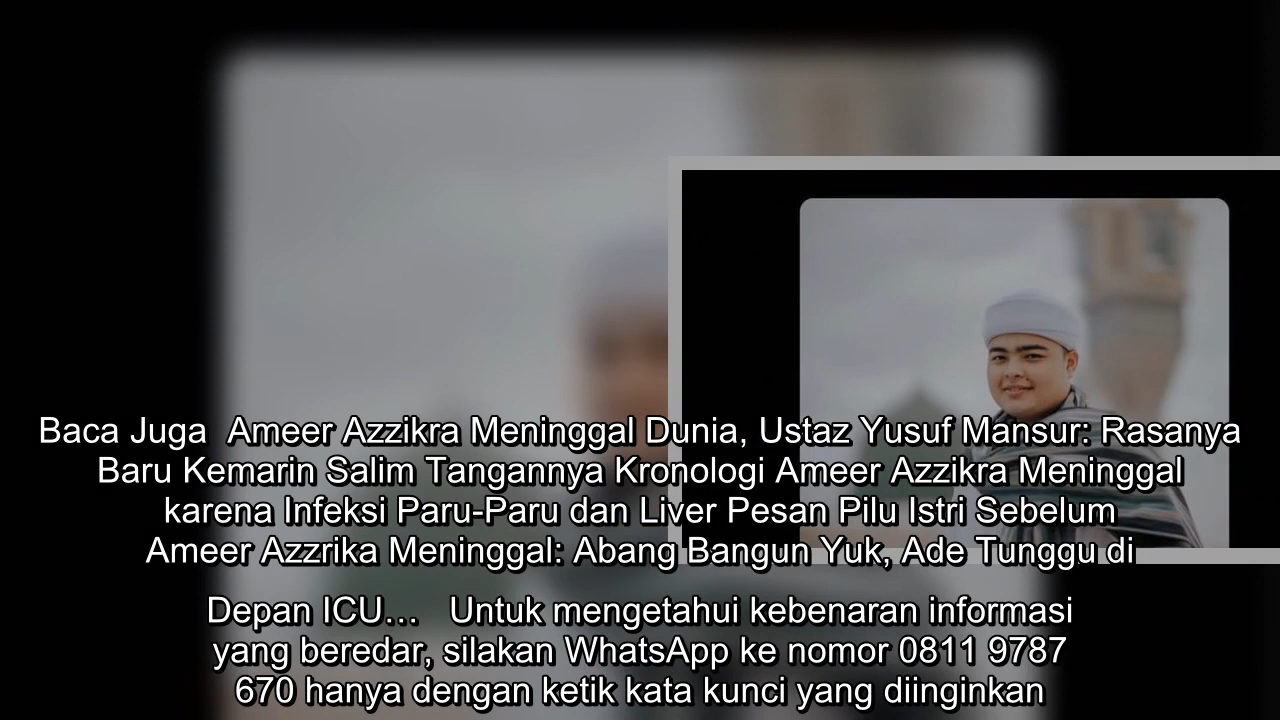 Baca Juga  Ameer Azzikra Meninggal Dunia, Ustaz Yusuf Mansur: Rasanya
Baru Kemarin Salim Tangannya Kronologi Ameer Azzikra Meninggal
karena Infeksi Paru-Paru dan Liver Pesan Pilu Istri Sebelum
Ameer Azzrika Meninggal: Abang Bangun Yuk, Ade Tunggu di
Depan ICU…   Untuk mengetahui kebenaran informasi
yang beredar, silakan WhatsApp ke nomor 0811 9787
670 hanya dengan ketik kata kunci yang diinginkan